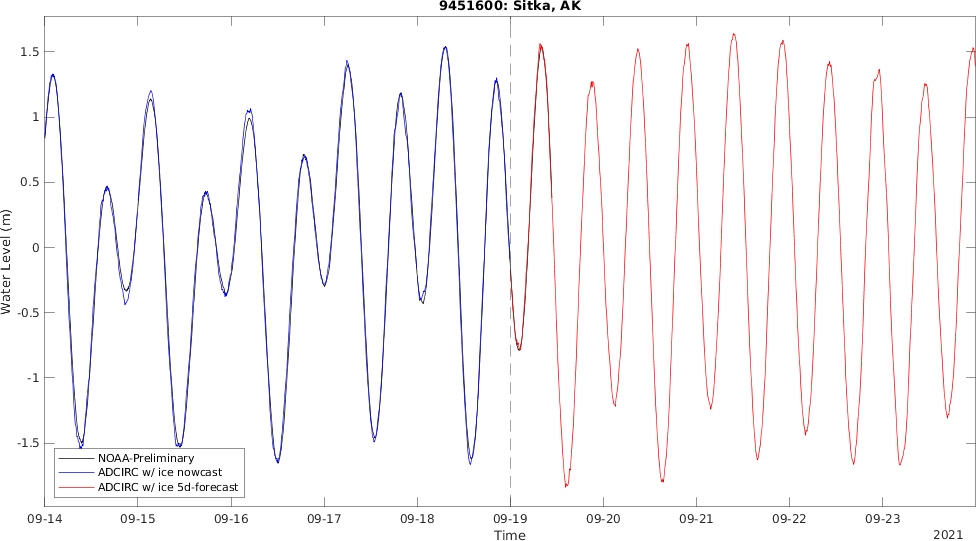 9451600: Sitka, AK
Water Level (m)
1.5
1
0.5
0
-0.5
-1
-1.5
NOAA-Preliminary
ADCIRC w/ ice nowcast
ADCIRC w/ ice 5d-forecast
09-14 09-15 09-16 09-17 09-18 09-19 09-20 09-21 09-22 09-23
Time
2021